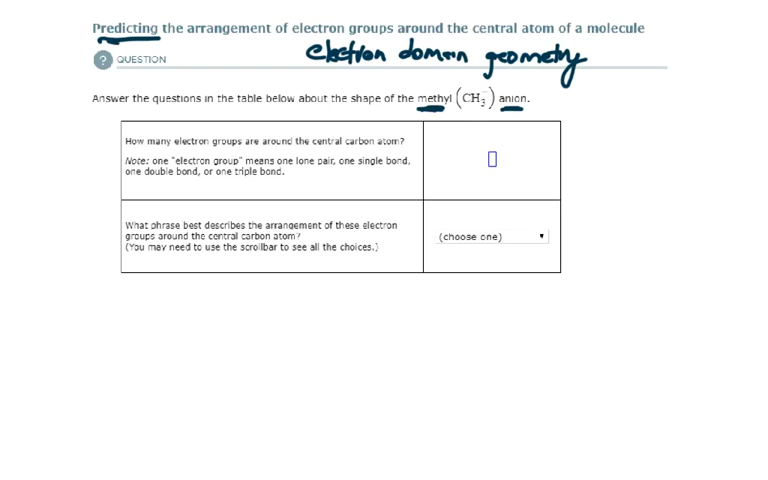 Predicting the arrangement of electron groups around the central atom of a molecule
electron domain geometry
? QUESTION
Answer the questions in the table below about the shape of the methyl (CH₃⁻) anion.
How many electron groups are around the central carbon atom?
Note: one "electron group" means one lone pair, one single bond,
one double bond, or one triple bond.
What phrase best describes the arrangement of these electron
groups around the central carbon atom?
(You may need to use the scrollbar to see all the choices.)
(choose one)